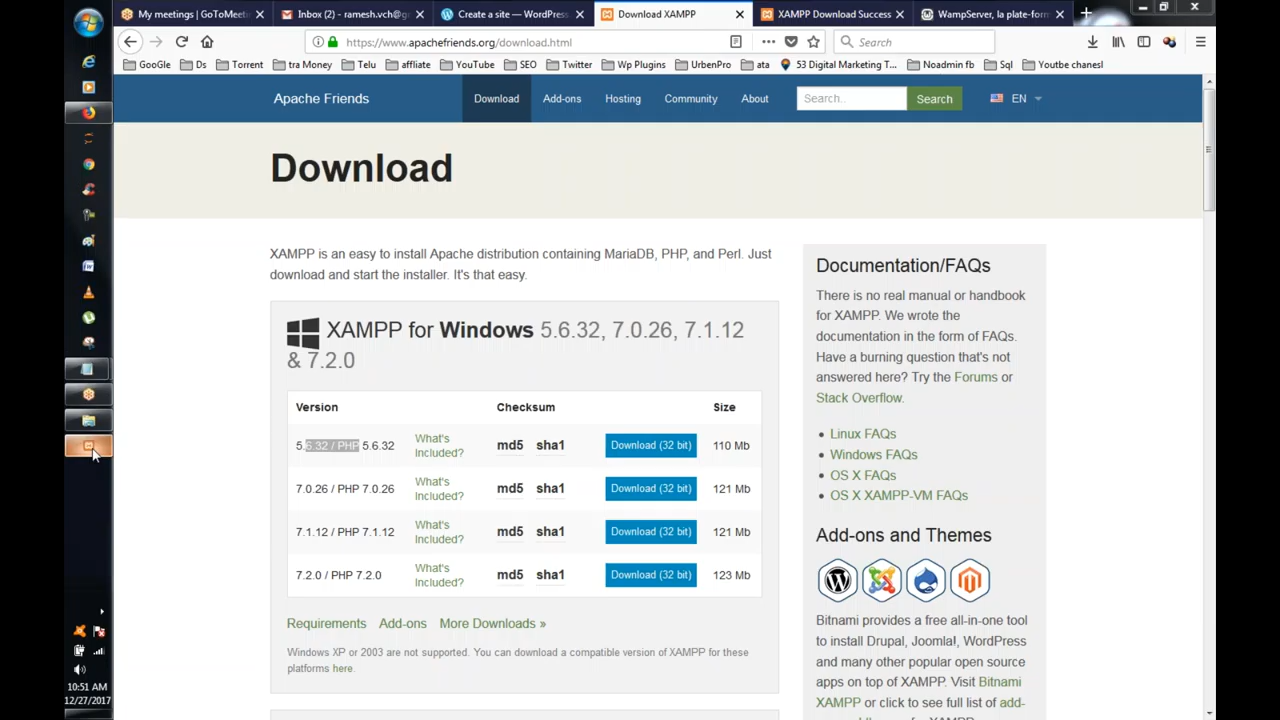 My meetings | GoToMeeti
Inbox (2) - ramesh.vch@g
Create a site — WordPress
Download XAMPP
XAMPP Download Success
WampServer, la plate-form
https://www.apachefriends.org/download.html
Search
GooGle
Ds
Torrent
tra Money
Telu
affliate
YouTube
SEO
Twitter
Wp Plugins
UrbenPro
ata
53 Digital Marketing T...
Noadmin fb
Sql
Youtbe chanesl
Apache Friends
Download
Add-ons
Hosting
Community
About
Search..
Search
EN
Download
XAMPP is an easy to install Apache distribution containing MariaDB, PHP, and Perl. Just
download and start the installer. It's that easy.
XAMPP for Windows 5.6.32, 7.0.26, 7.1.12
& 7.2.0
Version Checksum Size
5.6.32 / PHP 5.6.32 What's Included? md5 sha1 Download (32 bit) 110 Mb
7.0.26 / PHP 7.0.26 What's Included? md5 sha1 Download (32 bit) 121 Mb
7.1.12 / PHP 7.1.12 What's Included? md5 sha1 Download (32 bit) 121 Mb
7.2.0 / PHP 7.2.0 What's Included? md5 sha1 Download (32 bit) 123 Mb
Requirements Add-ons More Downloads »
Windows XP or 2003 are not supported. You can download a compatible version of XAMPP for these
platforms here.
Documentation/FAQs
There is no real manual or handbook
for XAMPP. We wrote the
documentation in the form of FAQs.
Have a burning question that's not
answered here? Try the Forums or
Stack Overflow.
Linux FAQs
Windows FAQs
OS X FAQs
OS X XAMPP-VM FAQs
Add-ons and Themes
Bitnami provides a free all-in-one tool
to install Drupal, Joomla!, WordPress
and many other popular open source
apps on top of XAMPP. Visit Bitnami
XAMPP or click to see full list of add-
10:51 AM
12/27/2017